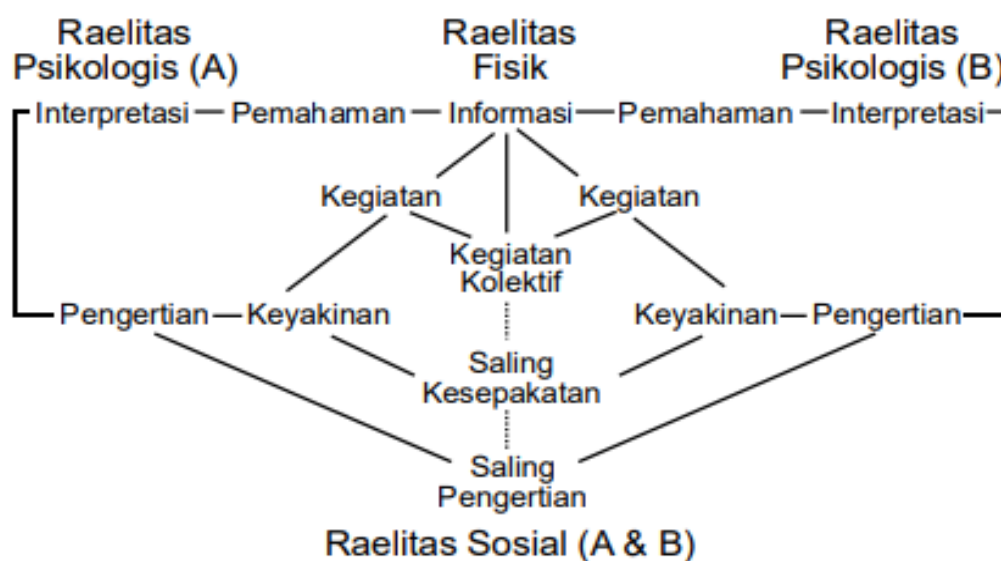 Raelitas Raelitas Raelitas
Psikologis (A) Fisik Psikologis (B)
Interpretasi Pemahaman Informasi Pemahaman Interpretasi
Kegiatan Kegiatan
Kegiatan
Kolektif
Pengertian Keyakinan Keyakinan Pengertian
Saling
Kesepakatan
Saling
Pengertian
Raelitas Sosial (A & B)